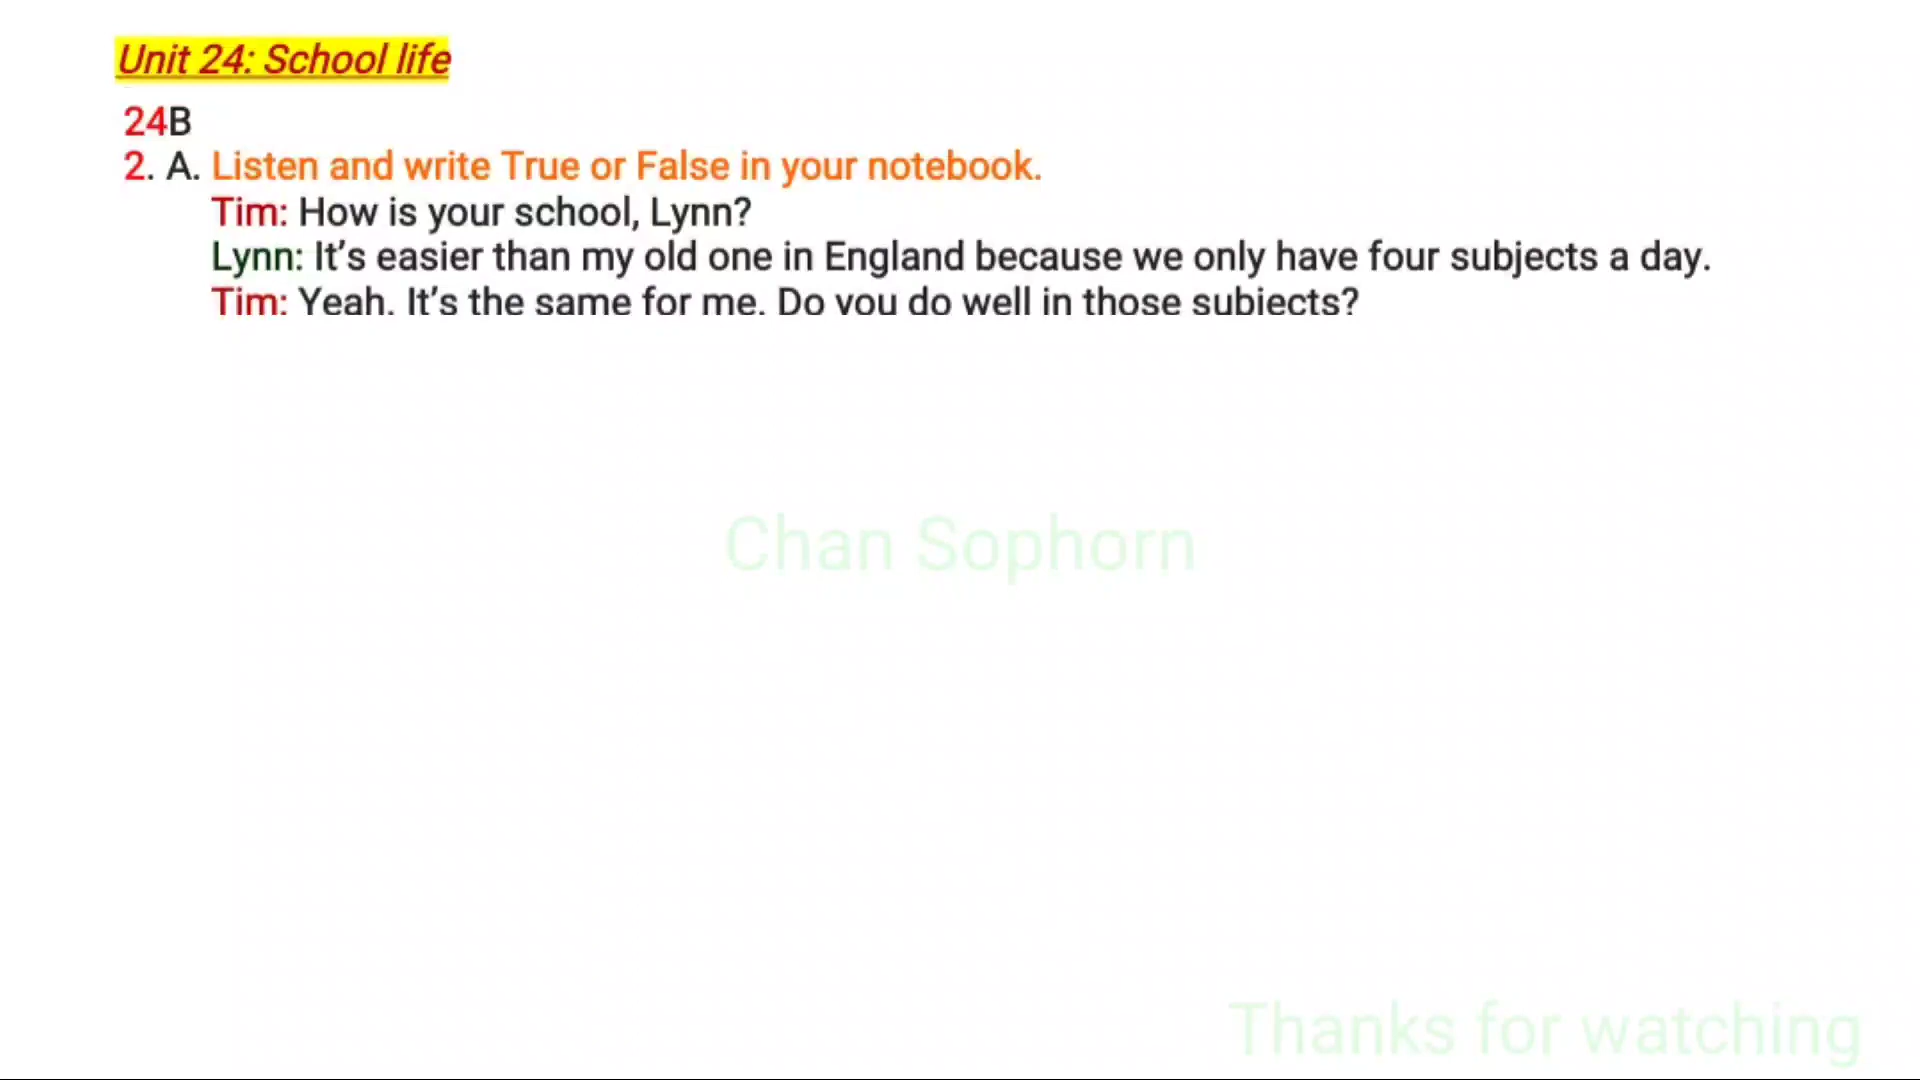 Unit 24: School life
24B
2. A. Listen and write True or False in your notebook.
Tim: How is your school, Lynn?
Lynn: It’s easier than my old one in England because we only have four subjects a day.
Tim: Yeah. It’s the same for me. Do you do well in those subjects?
Chan Sophorn
Thanks for watching